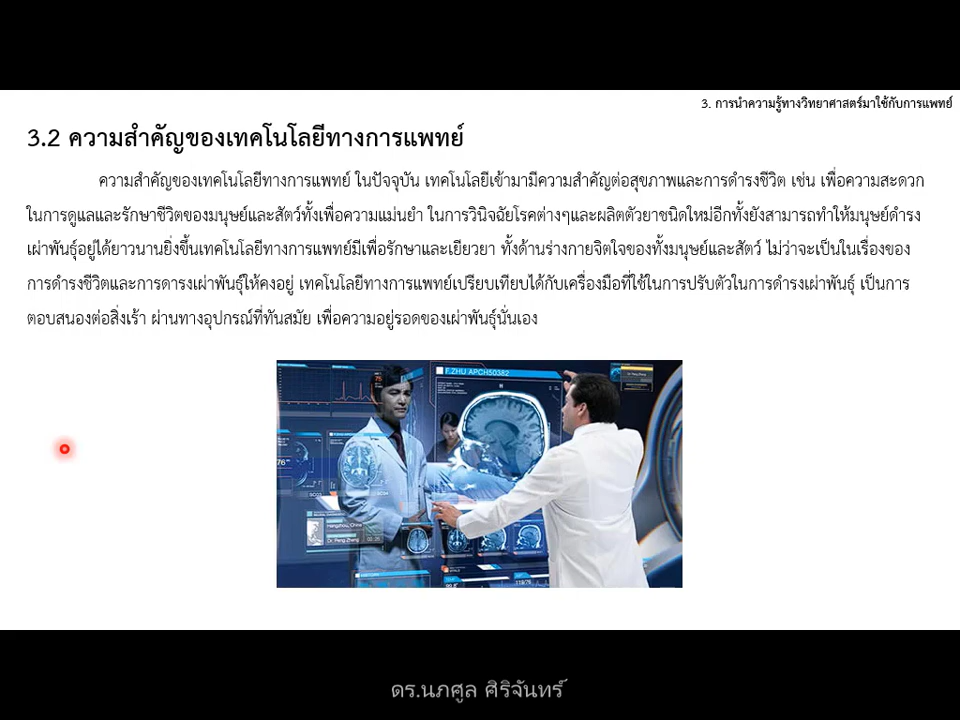 3. การนำความรู้ทางวิทยาศาสตร์มาใช้กับการแพทย์
3.2 ความสำคัญของเทคโนโลยีทางการแพทย์
ความสำคัญของเทคโนโลยีทางการแพทย์ ในปัจจุบัน เทคโนโลยีเข้ามามีความสำคัญต่อสุขภาพและการดำรงชีวิต เช่น เพื่อความสะดวก
ในการดูแลและรักษาชีวิตของมนุษย์และสัตว์ทั้งเพื่อความแม่นยำ ในการวินิจฉัยโรคต่างๆและผลิตตัวยาชนิดใหม่อีกทั้งยังสามารถทำให้มนุษย์ดำรง
เผ่าพันธุ์อยู่ได้ยาวนานยิ่งขึ้นเทคโนโลยีทางการแพทย์มีเพื่อรักษาและเยียวยา ทั้งด้านร่างกายจิตใจของทั้งมนุษย์และสัตว์ ไม่ว่าจะเป็นในเรื่องของ
การดำรงชีวิตและการดารงเผ่าพันธุ์ให้คงอยู่ เทคโนโลยีทางการแพทย์เปรียบเทียบได้กับเครื่องมือที่ใช้ในการปรับตัวในการดำรงเผ่าพันธุ์ เป็นการ
ตอบสนองต่อสิ่งเร้า ผ่านทางอุปกรณ์ที่ทันสมัย เพื่อความอยู่รอดของเผ่าพันธุ์นั่นเอง
F.ZHU APCH50382
Hangzhou, China
Dr. Peng Zhang
ดร.นภศูล ศิริจันทร์